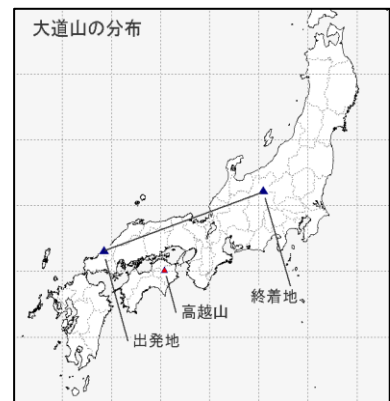 大道山の分布
終着地
高越山
出発地